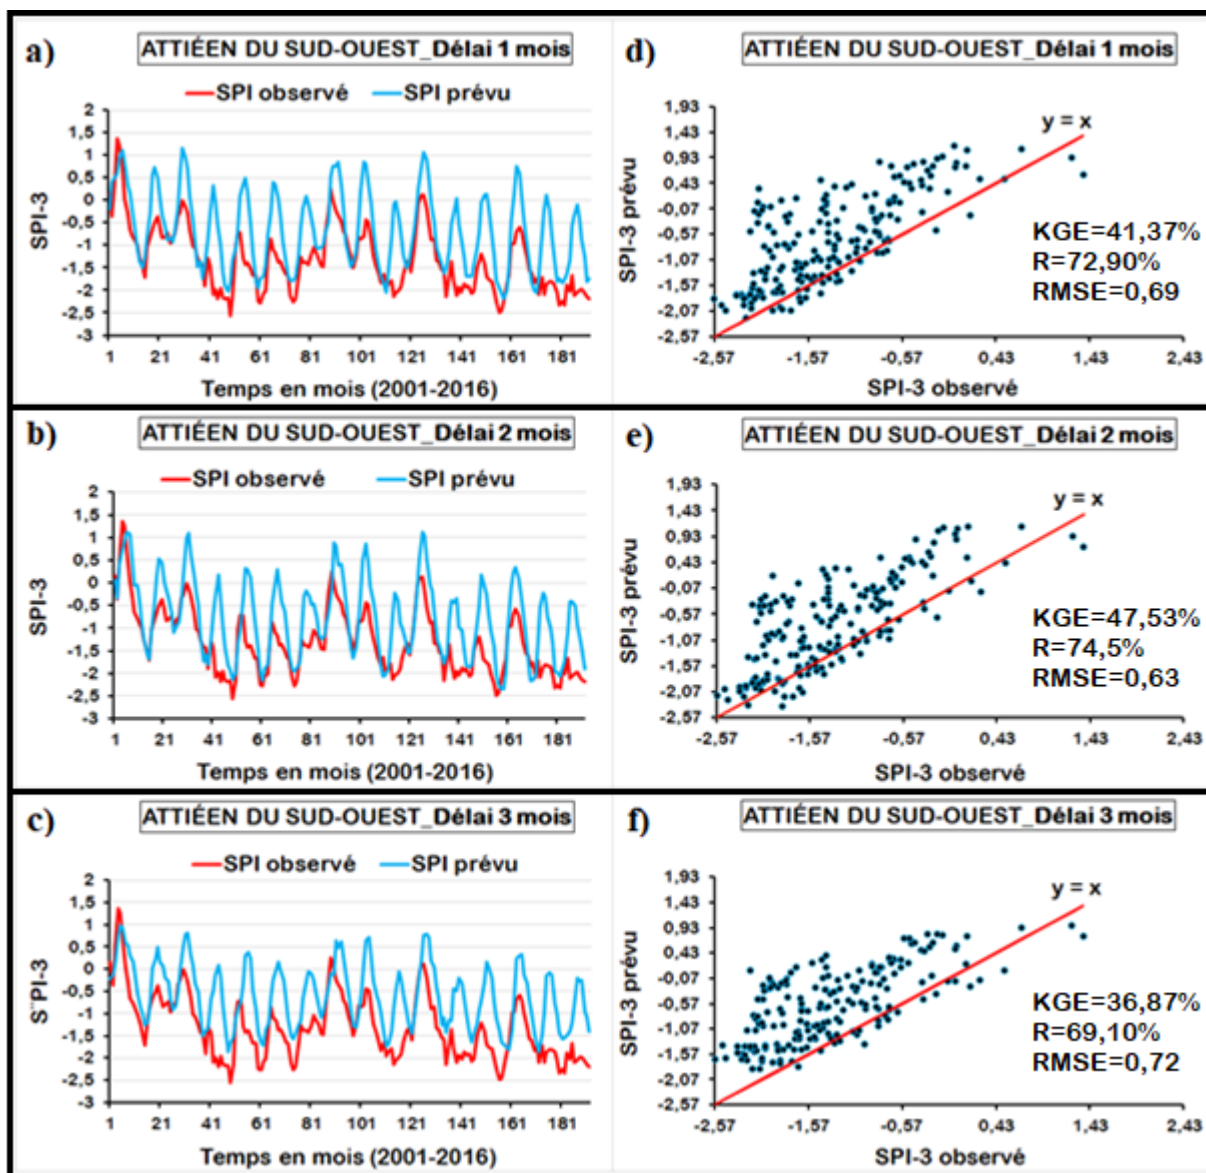 a)
ATTIÉEN DU SUD-OUEST_Délai 1 mois
SPI observé
SPI prévu
2
1,5
1
0,5
0
-0,5
-1
-1,5
-2
-2,5
-3
SPI-3
1 21 41 61 81 101 121 141 161 181
Temps en mois (2001-2016)
d)
ATTIÉEN DU SUD-OUEST_Délai 1 mois
1,93
1,43
0,93
0,43
-0,07
-0,57
-1,07
-1,57
-2,07
-2,57
SPI-3 prévu
y = x
KGE=41,37%
R=72,90%
RMSE=0,69
-2,57 -1,57 -0,57 0,43 1,43 2,43
SPI-3 observé
b)
ATTIÉEN DU SUD-OUEST_Délai 2 mois
SPI observé
SPI prévu
2
1,5
1
0,5
0
-0,5
-1
-1,5
-2
-2,5
-3
SPI-3
1 21 41 61 81 101 121 141 161 181
Temps en mois (2001-2016)
e)
ATTIÉEN DU SUD-OUEST_Délai 2 mois
1,93
1,43
0,93
0,43
-0,07
-0,57
-1,07
-1,57
-2,07
-2,57
SPI-3 prévu
y = x
KGE=47,53%
R=74,5%
RMSE=0,63
-2,57 -1,57 -0,57 0,43 1,43 2,43
SPI-3 observé
c)
ATTIÉEN DU SUD-OUEST_Délai 3 mois
SPI observé
SPI prévu
2
1,5
1
0,5
0
-0,5
-1
-1,5
-2
-2,5
-3
S¨PI-3
1 21 41 61 81 101 121 141 161 181
Temps en mois (2001-2016)
f)
ATTIÉEN DU SUD-OUEST_Délai 3 mois
1,93
1,43
0,93
0,43
-0,07
-0,57
-1,07
-1,57
-2,07
-2,57
SPI-3 prévu
y = x
KGE=36,87%
R=69,10%
RMSE=0,72
-2,57 -1,57 -0,57 0,43 1,43 2,43
SPI-3 observé